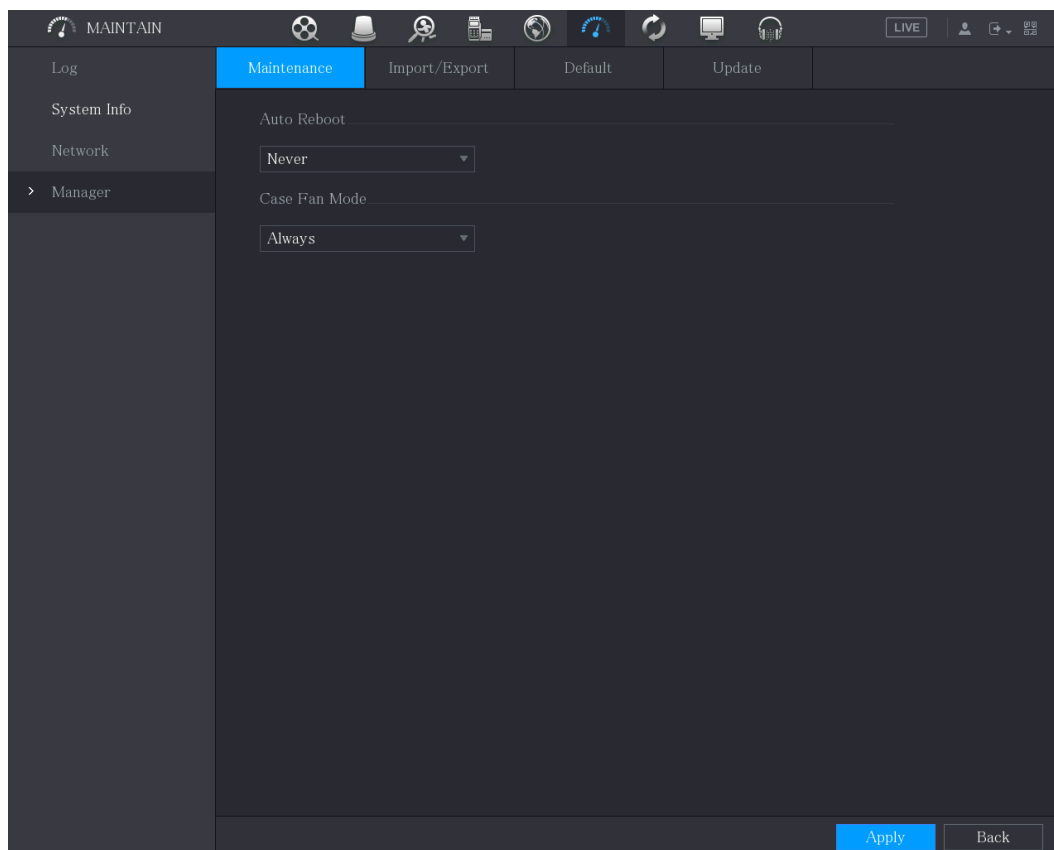 MAINTAIN
LIVE
Log
Maintenance
Import/Export
Default
Update
System Info
Auto Reboot
Network
Never
Manager
Case Fan Mode
Always
Apply
Back